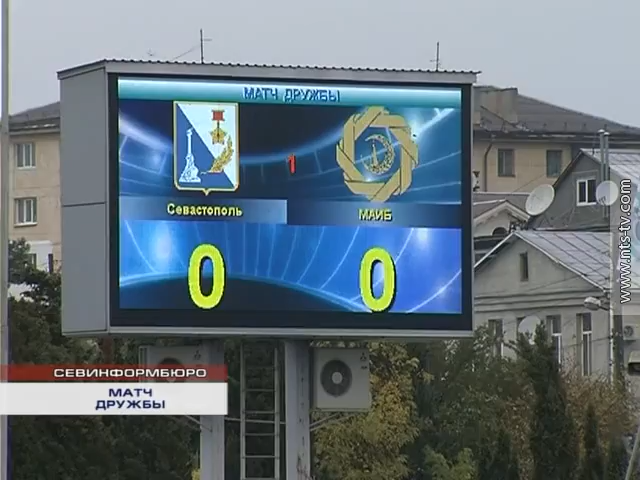 МАТЧ ДРУЖБЫ
1
Севастополь МАИБ
0 0
www.nts-tv.com
СЕВИНФОРМБЮРО
МАТЧ
ДРУЖБЫ